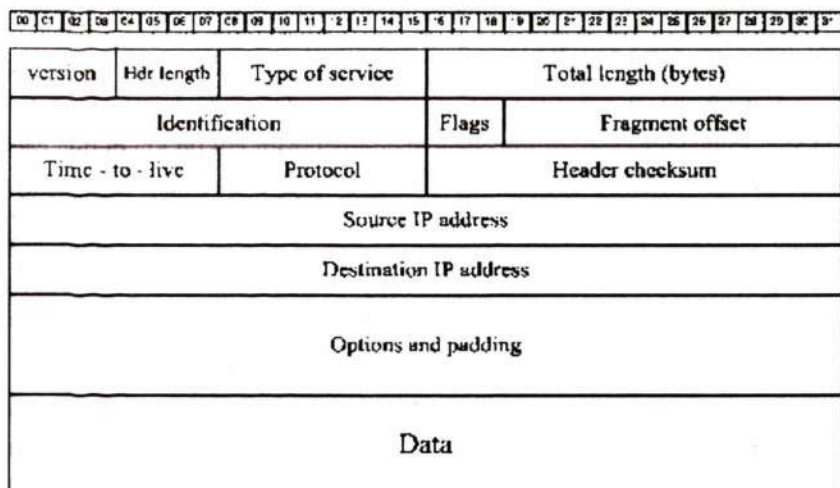 00 01 02 03 04 05 06 07 08 09 10 11 12 13 14 15 16 17 18 19 20 21 22 23 24 25 26 27 28 29 30 31
version Hdr length Type of service Total length (bytes)
Identification Flags Fragment offset
Time - to - live Protocol Header checksum
Source IP address
Destination IP address
Options and padding
Data